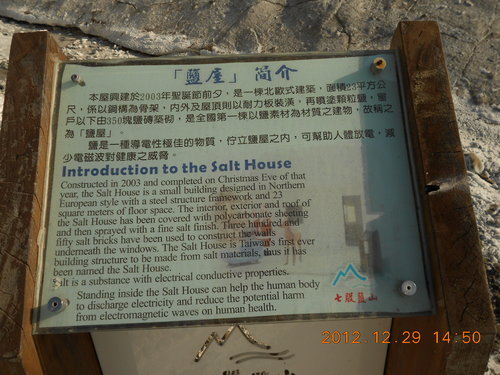 「鹽屋」簡介
本屋興建於2003年聖誕節前夕，是一棟北歐式建築，面積23平方公
尺，係以鋼構為骨架，內外及屋頂則以耐力板裝潢，再噴塗顆粒鹽，窗
戶以下由350塊鹽磚築砌，是全國第一棟以鹽素材為材質之建物，故稱之
為「鹽屋」。
鹽是一種導電性極佳的物質，佇立鹽屋之內，可幫助人體放電，減
少電磁波對健康之威脅。
Introduction to the Salt House
Constructed in 2003 and completed on Christmas Eve of that
year, the Salt House is a small building designed in Northern
European style with a steel structure framework and 23
square meters of floor space. The interior, exterior and roof of
the Salt House has been covered with polycarbonate sheeting
and then sprayed with a fine salt finish. Three hundred and
fifty salt bricks have been used to construct the walls
underneath the windows. The Salt House is Taiwan's first ever
building structure to be made from salt materials, thus it has
been named the Salt House.
Salt is a substance with electrical conductive properties.
Standing inside the Salt House can help the human body
to discharge electricity and reduce the potential harm
from electromagnetic waves on human health.
七股鹽山
2012.12.29 14:50